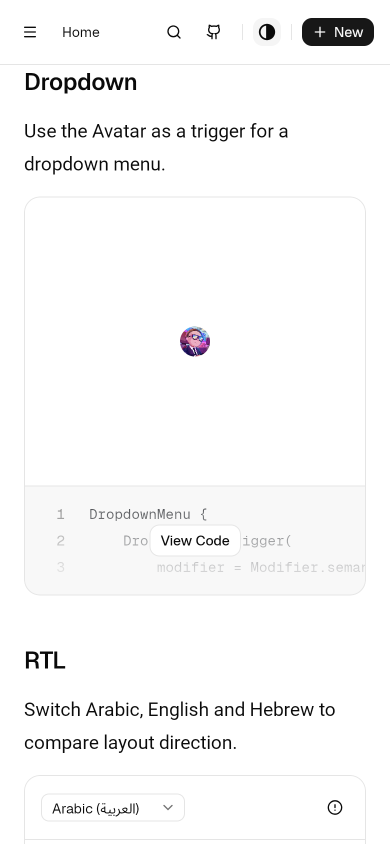 Home
New
Dropdown
Use the Avatar as a trigger for a
dropdown menu.
1 DropdownMenu {
2 Dro
View Code
igger(
3 modifier = Modifier.seman
RTL
Switch Arabic, English and Hebrew to
compare layout direction.
Arabic (العربية)